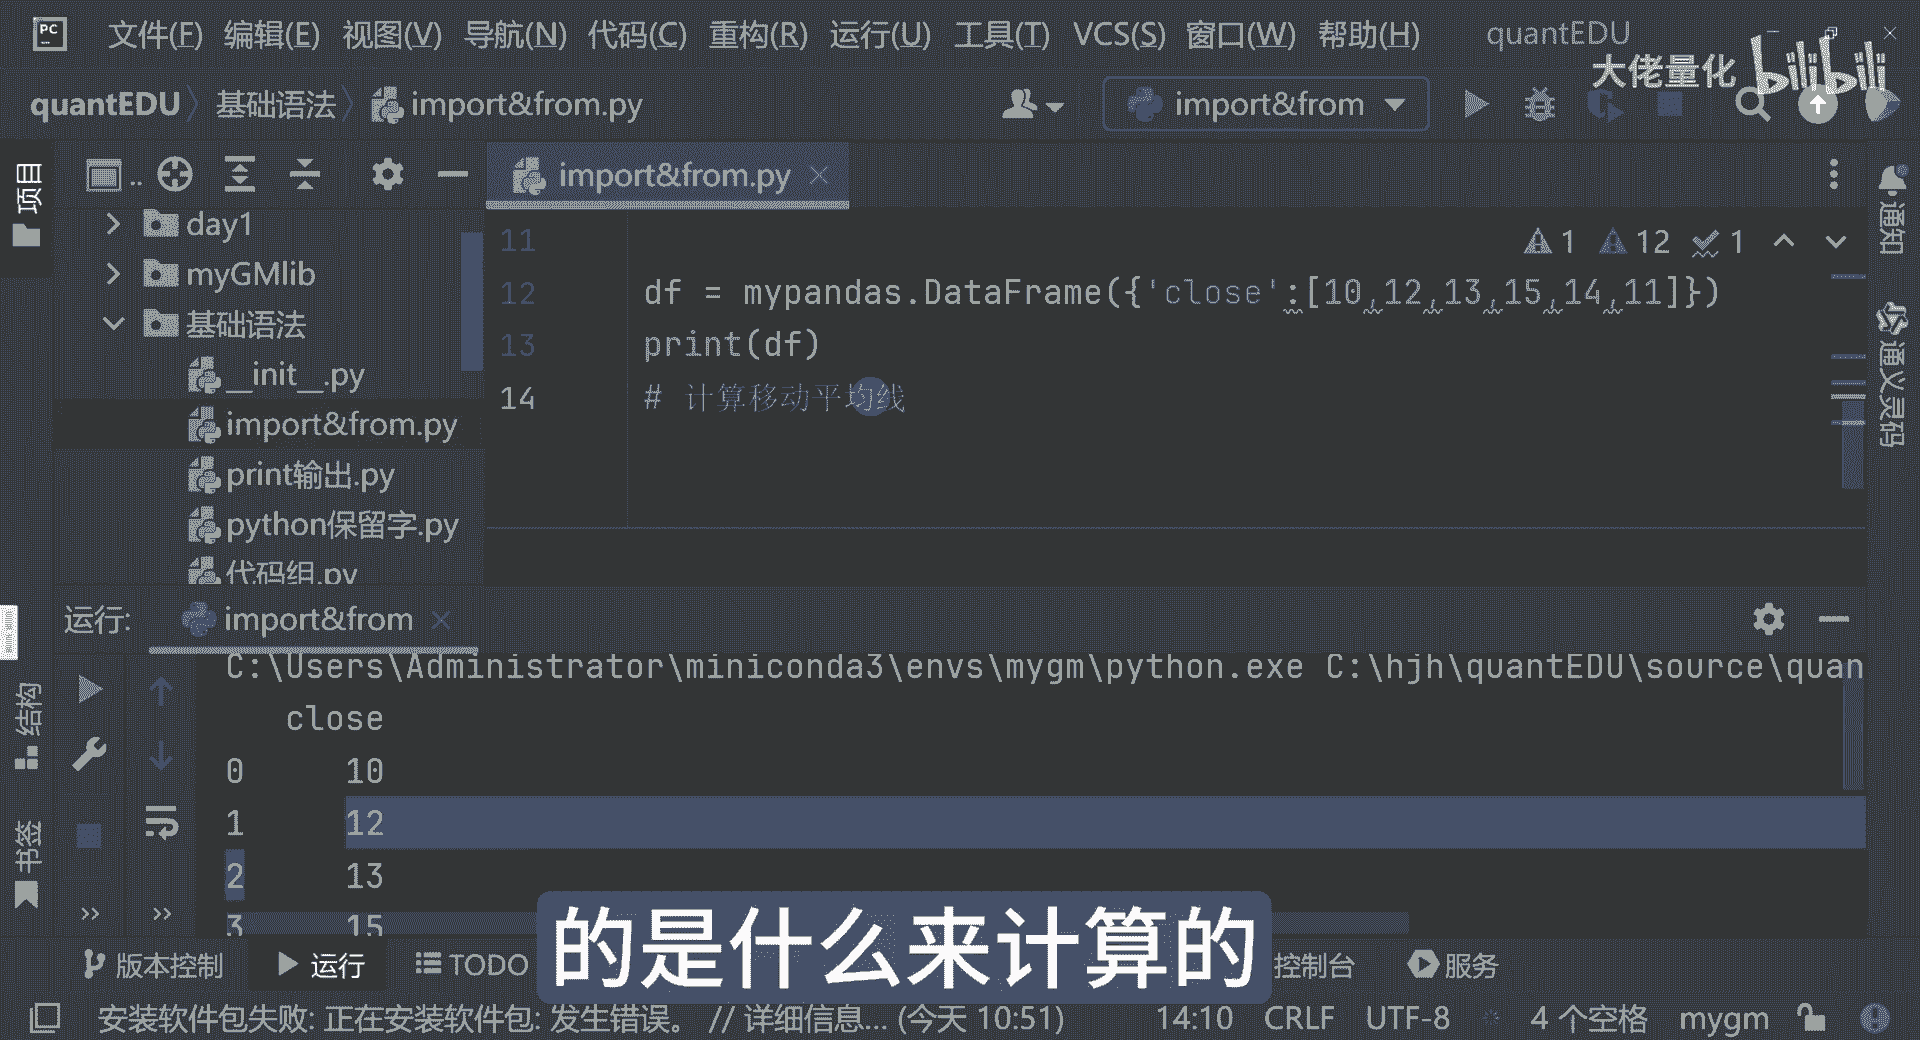 文件(F) 编辑(E) 视图(V) 导航(N) 代码(C) 重构(R) 运行(U) 工具(T) VCS(S) 窗口(W) 帮助(H) quantEDU
大佬量化 bilibili
quantEDU 基础语法 import&from.py import&from
项目
import&from.py
day1
myGMlib
基础语法
__init__.py
import&from.py
print输出.py
python保留字.py
代码组.py
11
12 df = mypandas.DataFrame({'close':[10,12,13,15,14,11]})
13 print(df)
14 # 计算移动平均线
1 12 1
通知
通义灵码
运行: import&from
C:\Users\Administrator\miniconda3\envs\mygm\python.exe C:\hjh\quantEDU\source\quan
close
0 10
1 12
2 13
3 15
结构
书签
的是什么来计算的
版本控制 运行 TODO 控制台 服务
安装软件包失败: 正在安装软件包: 发生错误。 // 详细信息... (今天 10:51) 14:10 CRLF UTF-8 4 个空格 mygm